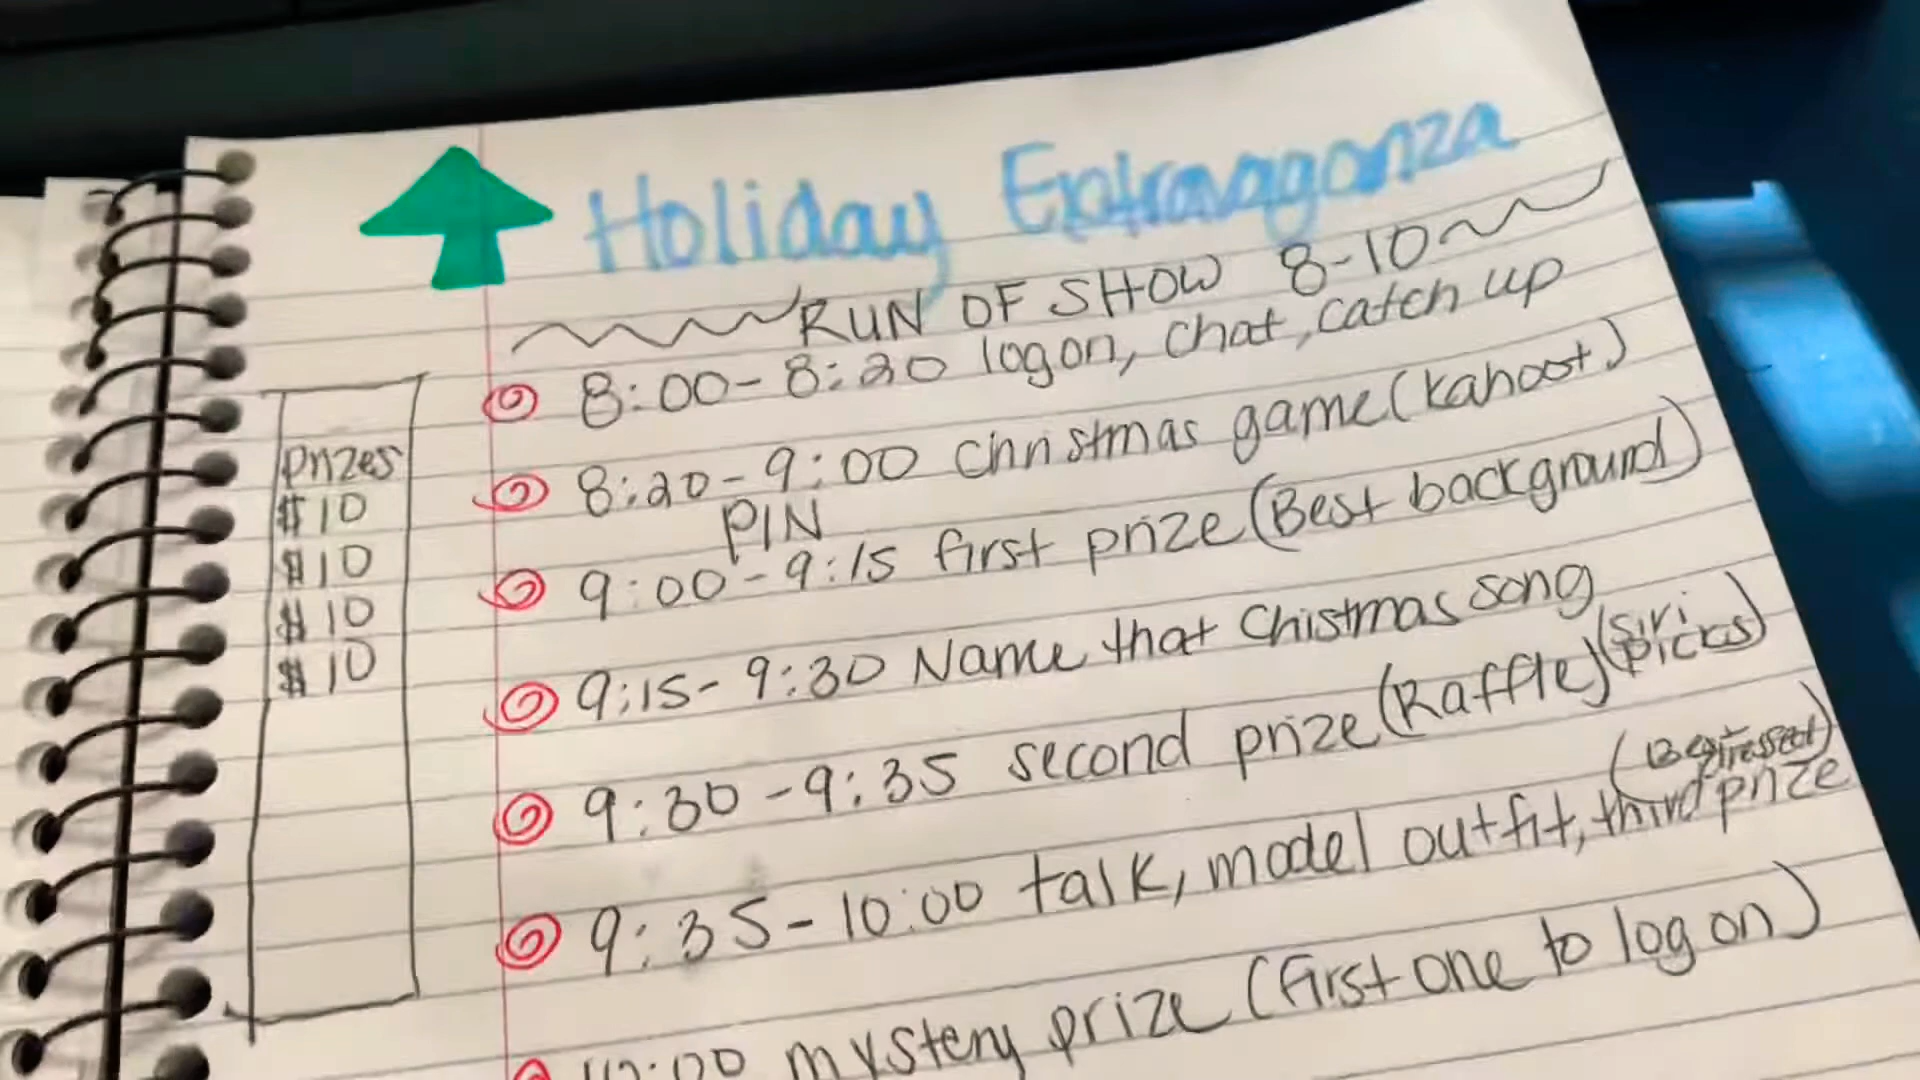 Holiday Extravaganza
RUN OF SHOW 8-10
8:00-8:20 logon, chat, catch up
8:20-9:00 christmas game (kahoot)
PIN
9:00-9:15 first prize (Best background)
9:15-9:30 Name that Chistmas song
9:30-9:35 second prize (Raffle) (Siri Picks)
9:35-10:00 talk, model outfit, third prize
10:00 mystery prize (first one to log on)
Prizes
$10
$10
$10
$10